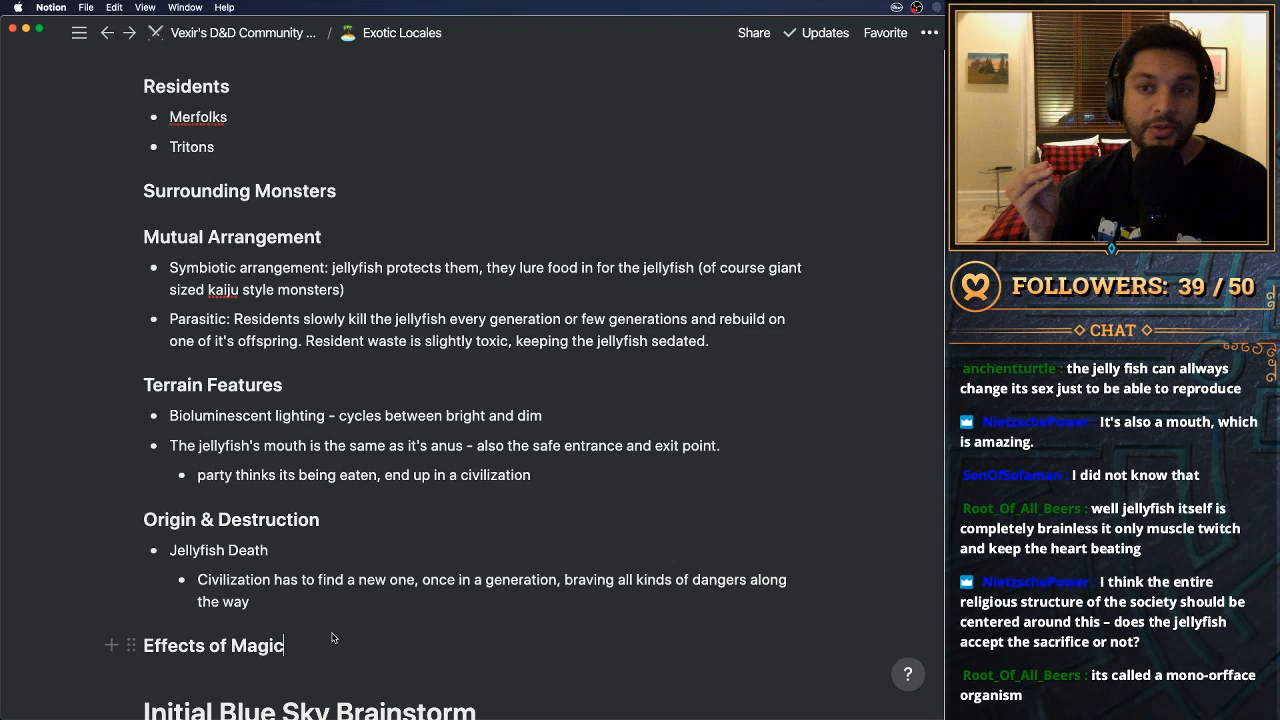 Notion File Edit View Window Help
Vexir's D&D Community ... / Exotic Locales
Share Updates Favorite
Residents
Merfolks
Tritons
Surrounding Monsters
Mutual Arrangement
Symbiotic arrangement: jellyfish protects them, they lure food in for the jellyfish (of course giant
sized kaiju style monsters)
Parasitic: Residents slowly kill the jellyfish every generation or few generations and rebuild on
one of it's offspring. Resident waste is slightly toxic, keeping the jellyfish sedated.
Terrain Features
Bioluminescent lighting - cycles between bright and dim
The jellyfish's mouth is the same as it's anus - also the safe entrance and exit point.
party thinks its being eaten, end up in a civilization
Origin & Destruction
Jellyfish Death
Civilization has to find a new one, once in a generation, braving all kinds of dangers along
the way
Effects of Magic
?
Initial Blue Sky Brainstorm
FOLLOWERS: 39 / 50
CHAT
anchentturtle : the jelly fish can allways
change its sex just to be able to reproduce
NietzschePower : It's also a mouth, which
is amazing.
SonOfSofaman : I did not know that
Root_Of_All_Beers : well jellyfish itself is
completely brainless it only muscle twitch
and keep the heart beating
NietzschePower : I think the entire
religious structure of the society should be
centered around this – does the jellyfish
accept the sacrifice or not?
Root_Of_All_Beers : its called a mono-orfface
organism